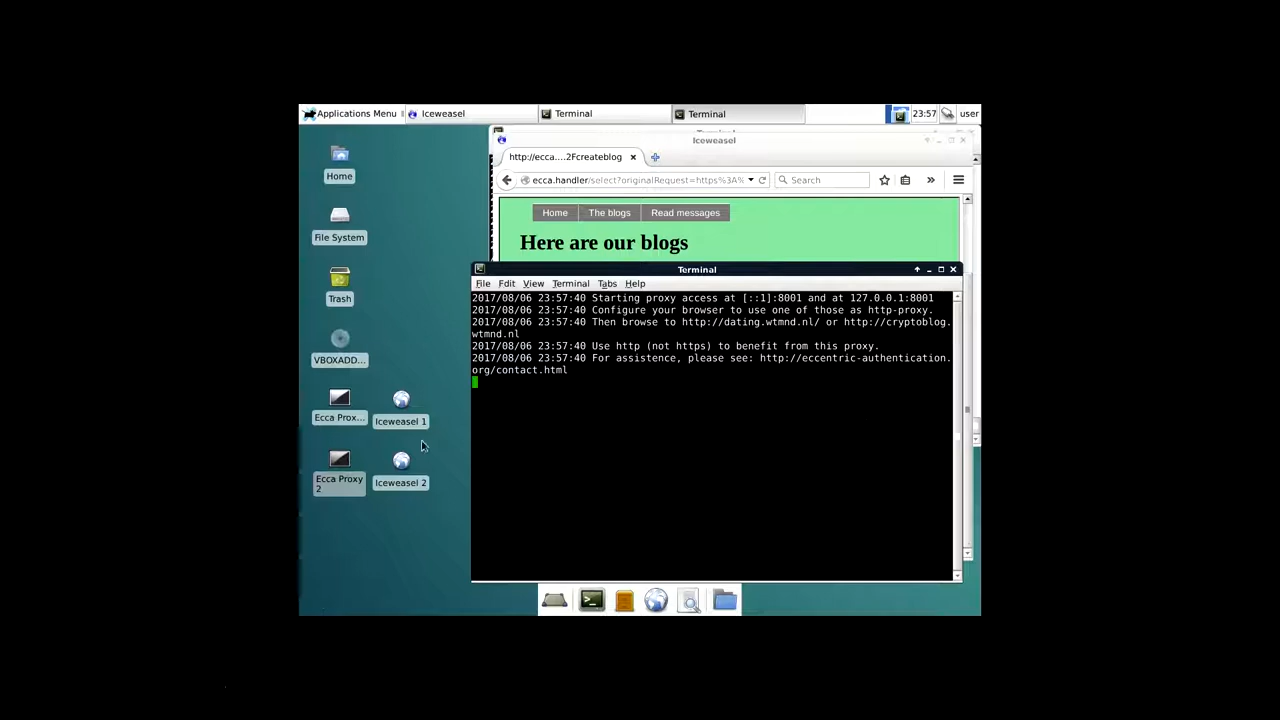 Applications Menu
Iceweasel
Terminal
Terminal
23:57
user
Iceweasel
http://ecca....2Fcreateblog
ecca.handler/select?originalRequest=https%3A%
Search
Home
The blogs
Read messages
Here are our blogs
Home
File System
Trash
VBOXADD...
Ecca Prox...
Iceweasel 1
Ecca Proxy
2
Iceweasel 2
Terminal
File Edit View Terminal Tabs Help
2017/08/06 23:57:40 Starting proxy access at [::1]:8001 and at 127.0.0.1:8001
2017/08/06 23:57:40 Configure your browser to use one of those as http-proxy.
2017/08/06 23:57:40 Then browse to http://dating.wtmnd.nl/ or http://cryptoblog.
wtmnd.nl
2017/08/06 23:57:40 Use http (not https) to benefit from this proxy.
2017/08/06 23:57:40 For assistence, please see: http://eccentric-authentication.
org/contact.html